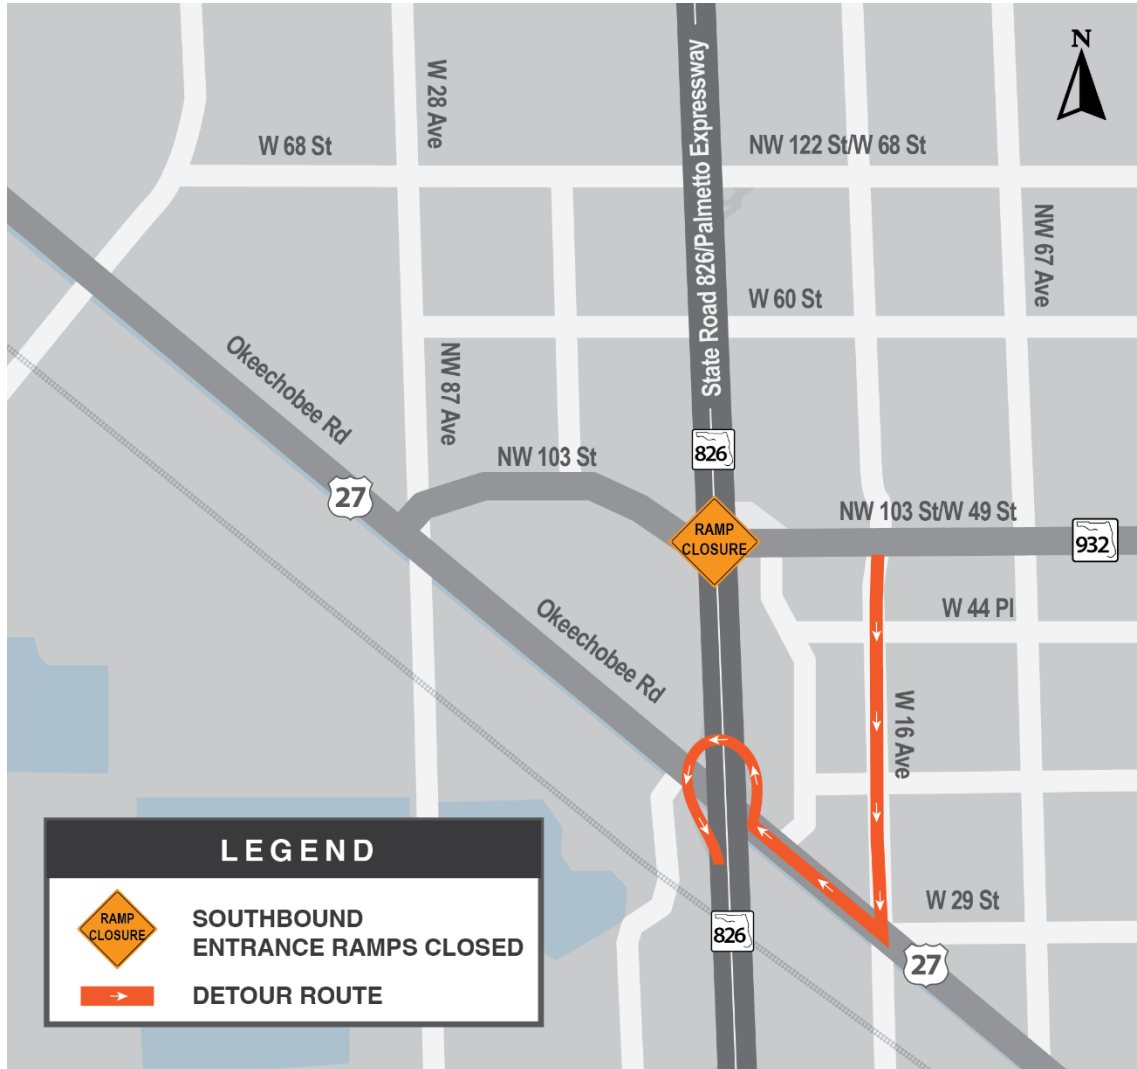 N
W 28 Ave
State Road 826/Palmetto Expressway
W 68 St
NW 122 St/W 68 St
NW 67 Ave
W 60 St
Okeechobee Rd
NW 87 Ave
826
NW 103 St
27
NW 103 St/W 49 St
RAMP
CLOSURE
932
Okeechobee Rd
W 44 Pl
W 16 Ave
W 29 St
826
27
LEGEND
RAMP
CLOSURE
SOUTHBOUND
ENTRANCE RAMPS CLOSED
DETOUR ROUTE